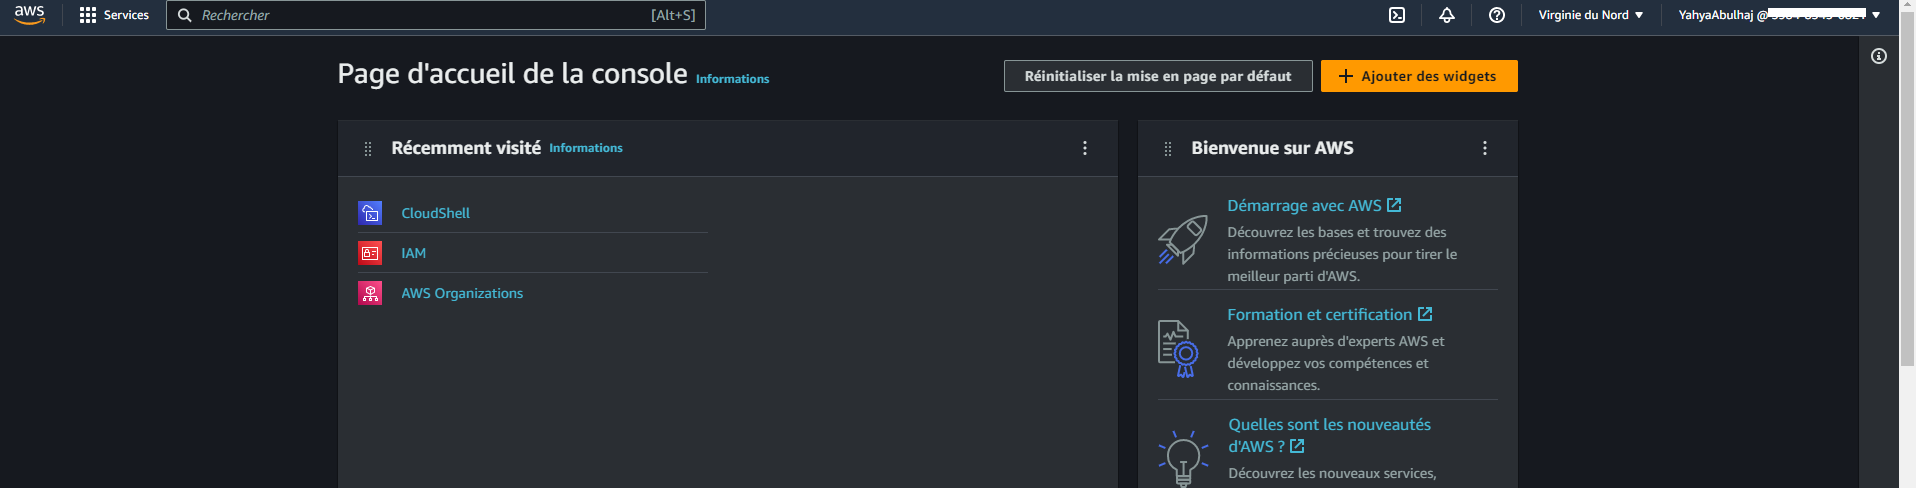 aws
Services
Rechercher
[Alt+S]
Virginie du Nord
YahyaAbulhaj @
Page d'accueil de la console
Informations
Réinitialiser la mise en page par défaut
Ajouter des widgets
Récemment visité
Informations
CloudShell
IAM
AWS Organizations
Bienvenue sur AWS
Démarrage avec AWS
Découvrez les bases et trouvez des
informations précieuses pour tirer le
meilleur parti d'AWS.
Formation et certification
Apprenez auprès d'experts AWS et
développez vos compétences et
connaissances.
Quelles sont les nouveautés
d'AWS ?
Découvrez les nouveaux services,